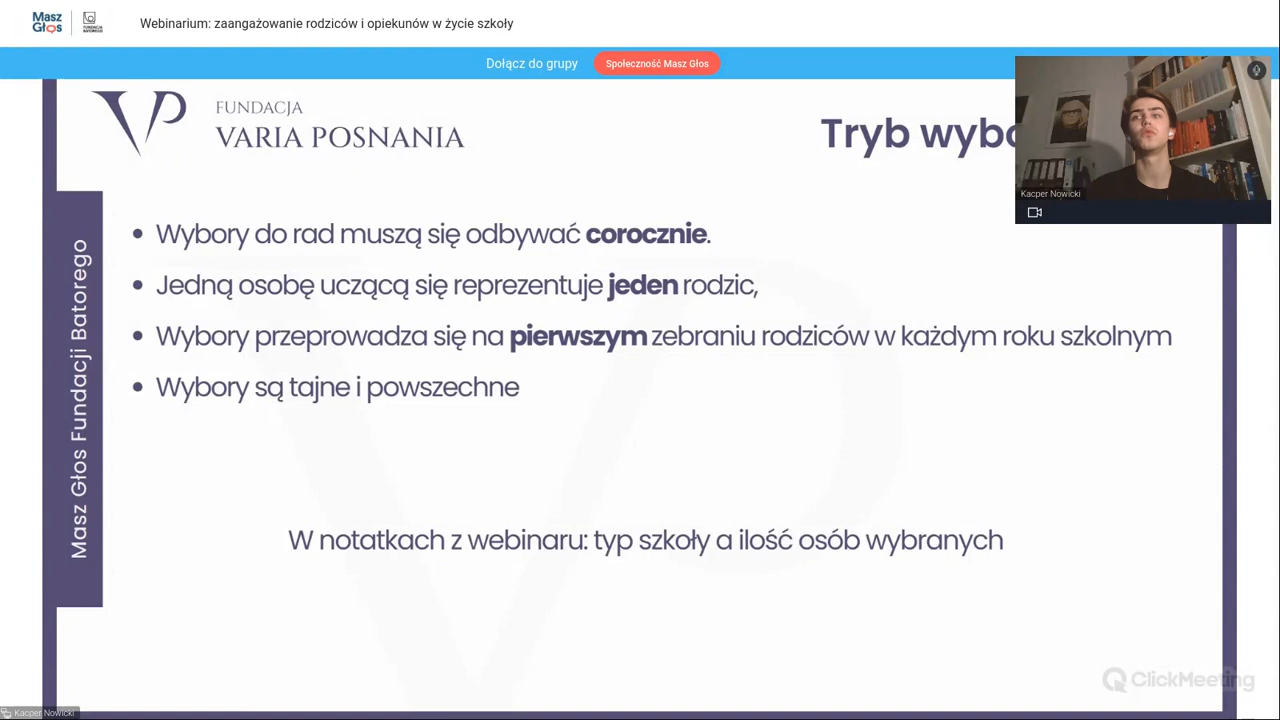 Masz Głos
FUNDACJA BATOREGO
Webinarium: zaangażowanie rodziców i opiekunów w życie szkoły
Dołącz do grupy
Społeczność Masz Głos
FUNDACJA
VARIA POSNANIA
Tryb wybo
Kacper Nowicki
Masz Głos Fundacji Batorego
• Wybory do rad muszą się odbywać corocznie.
• Jedną osobę uczącą się reprezentuje jeden rodzic,
• Wybory przeprowadza się na pierwszym zebraniu rodziców w każdym roku szkolnym
• Wybory są tajne i powszechne
W notatkach z webinaru: typ szkoły a ilość osób wybranych
ClickMeeting
Kacper Nowicki